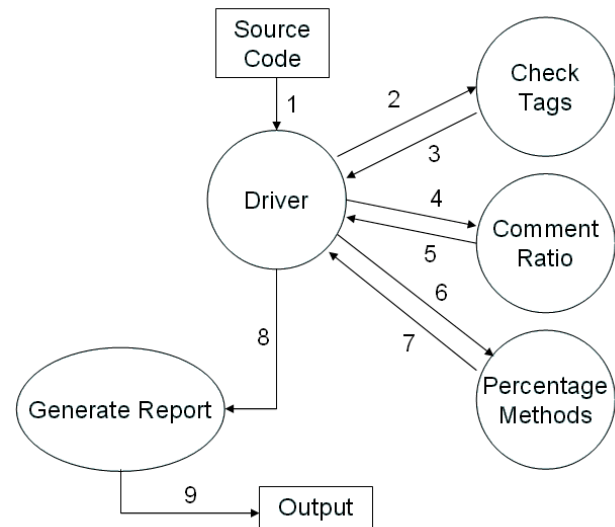 Source
Code
1
2
Check
Tags
3
Driver
4
Comment
Ratio
5
6
7
Percentage
Methods
8
Generate Report
9
Output